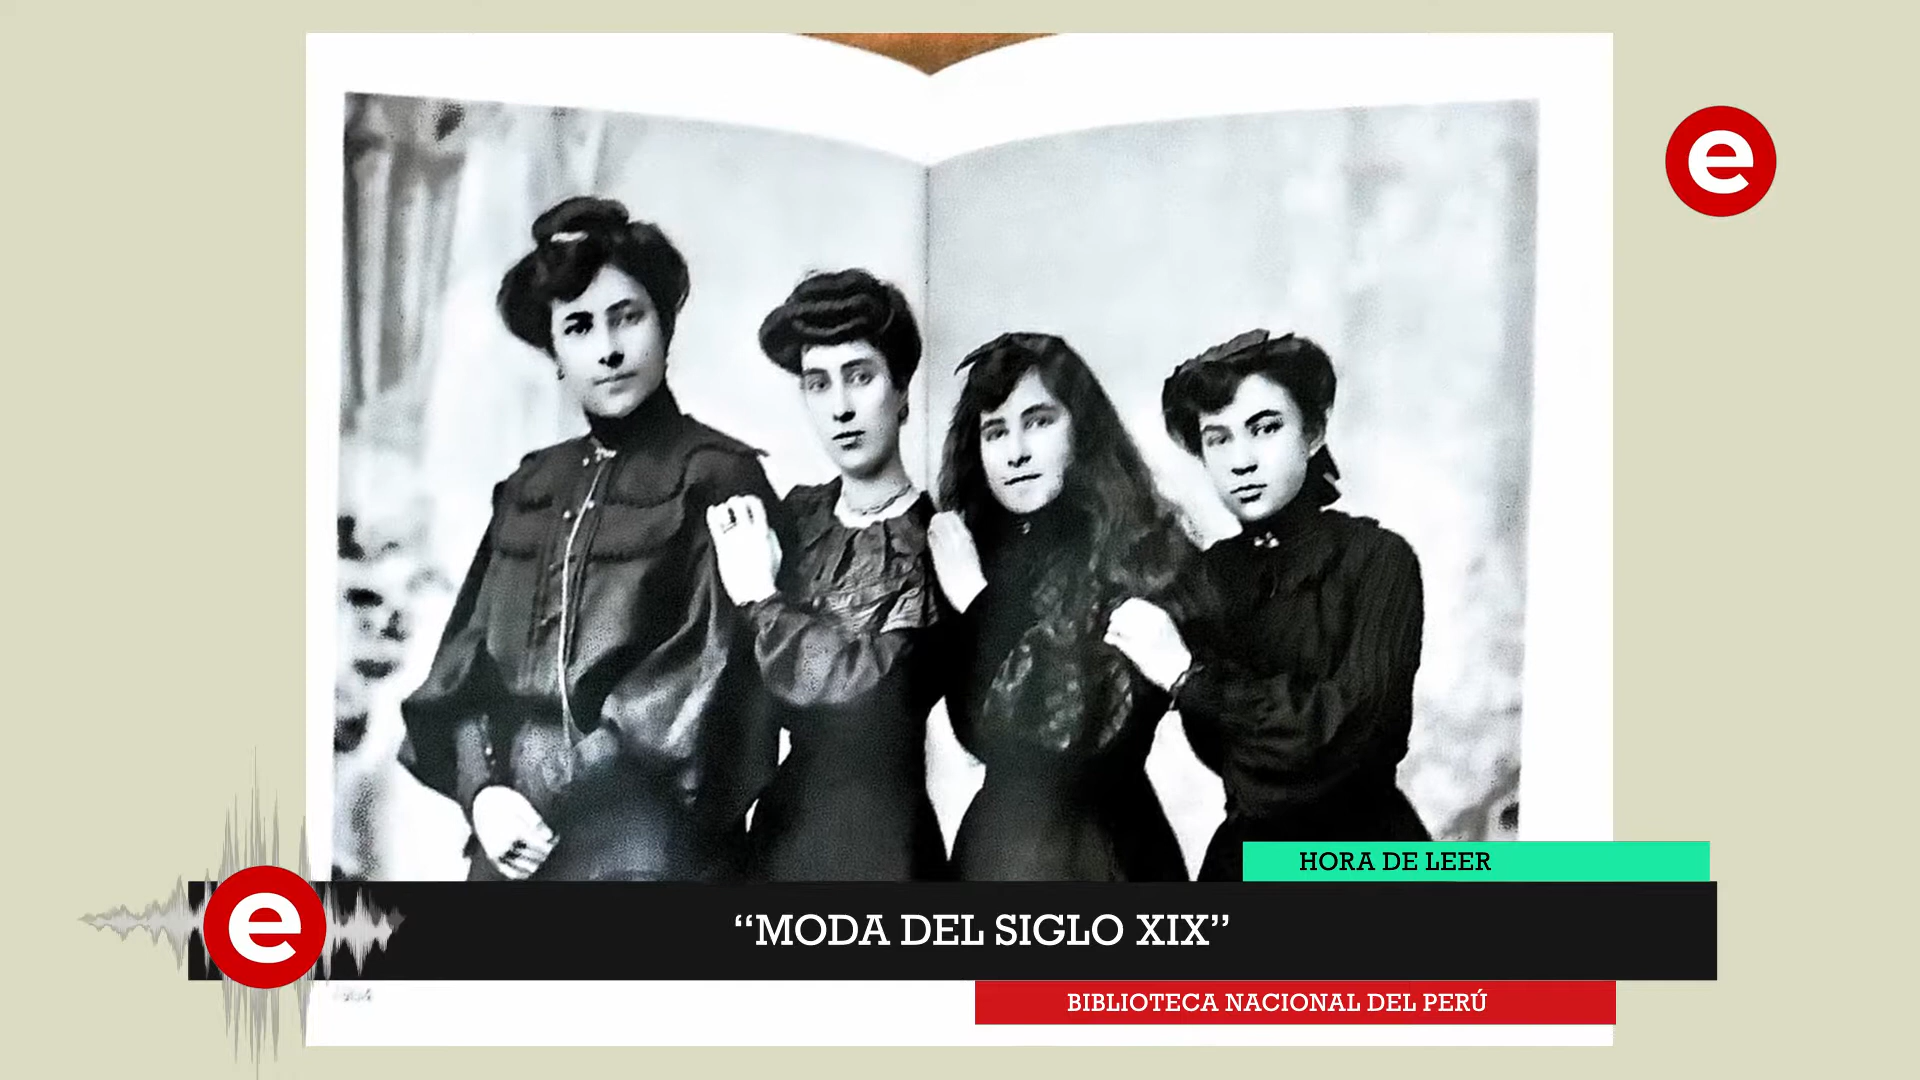 e
HORA DE LEER
e
“MODA DEL SIGLO XIX”
BIBLIOTECA NACIONAL DEL PERÚ